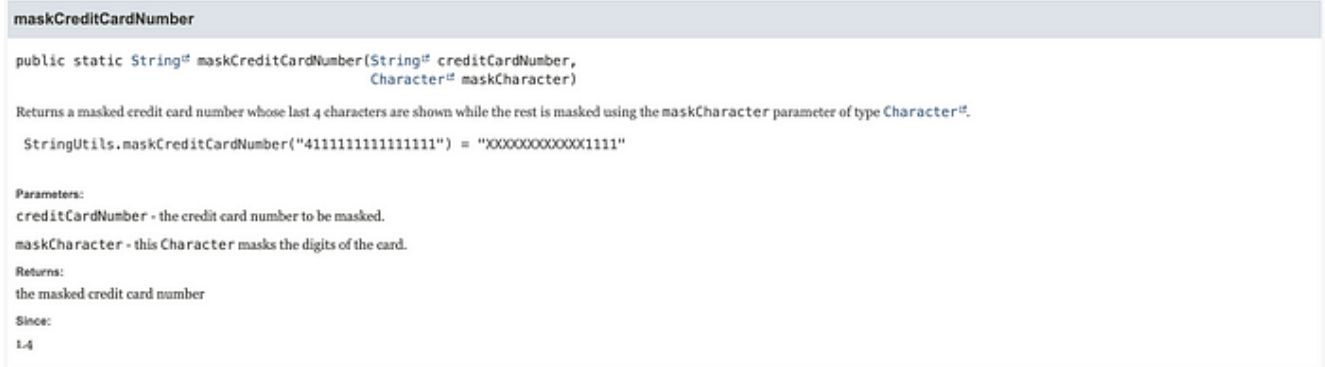 maskCreditCardNumber
public static String maskCreditCardNumber(String creditCardNumber,
Character maskCharacter)
Returns a masked credit card number whose last 4 characters are shown while the rest is masked using the maskCharacter parameter of type Character.
StringUtils.maskCreditCardNumber("4111111111111111") = "XXXXXXXXXXXX1111"
Parameters:
creditCardNumber - the credit card number to be masked.
maskCharacter - this Character masks the digits of the card.
Returns:
the masked credit card number
Since:
1.4